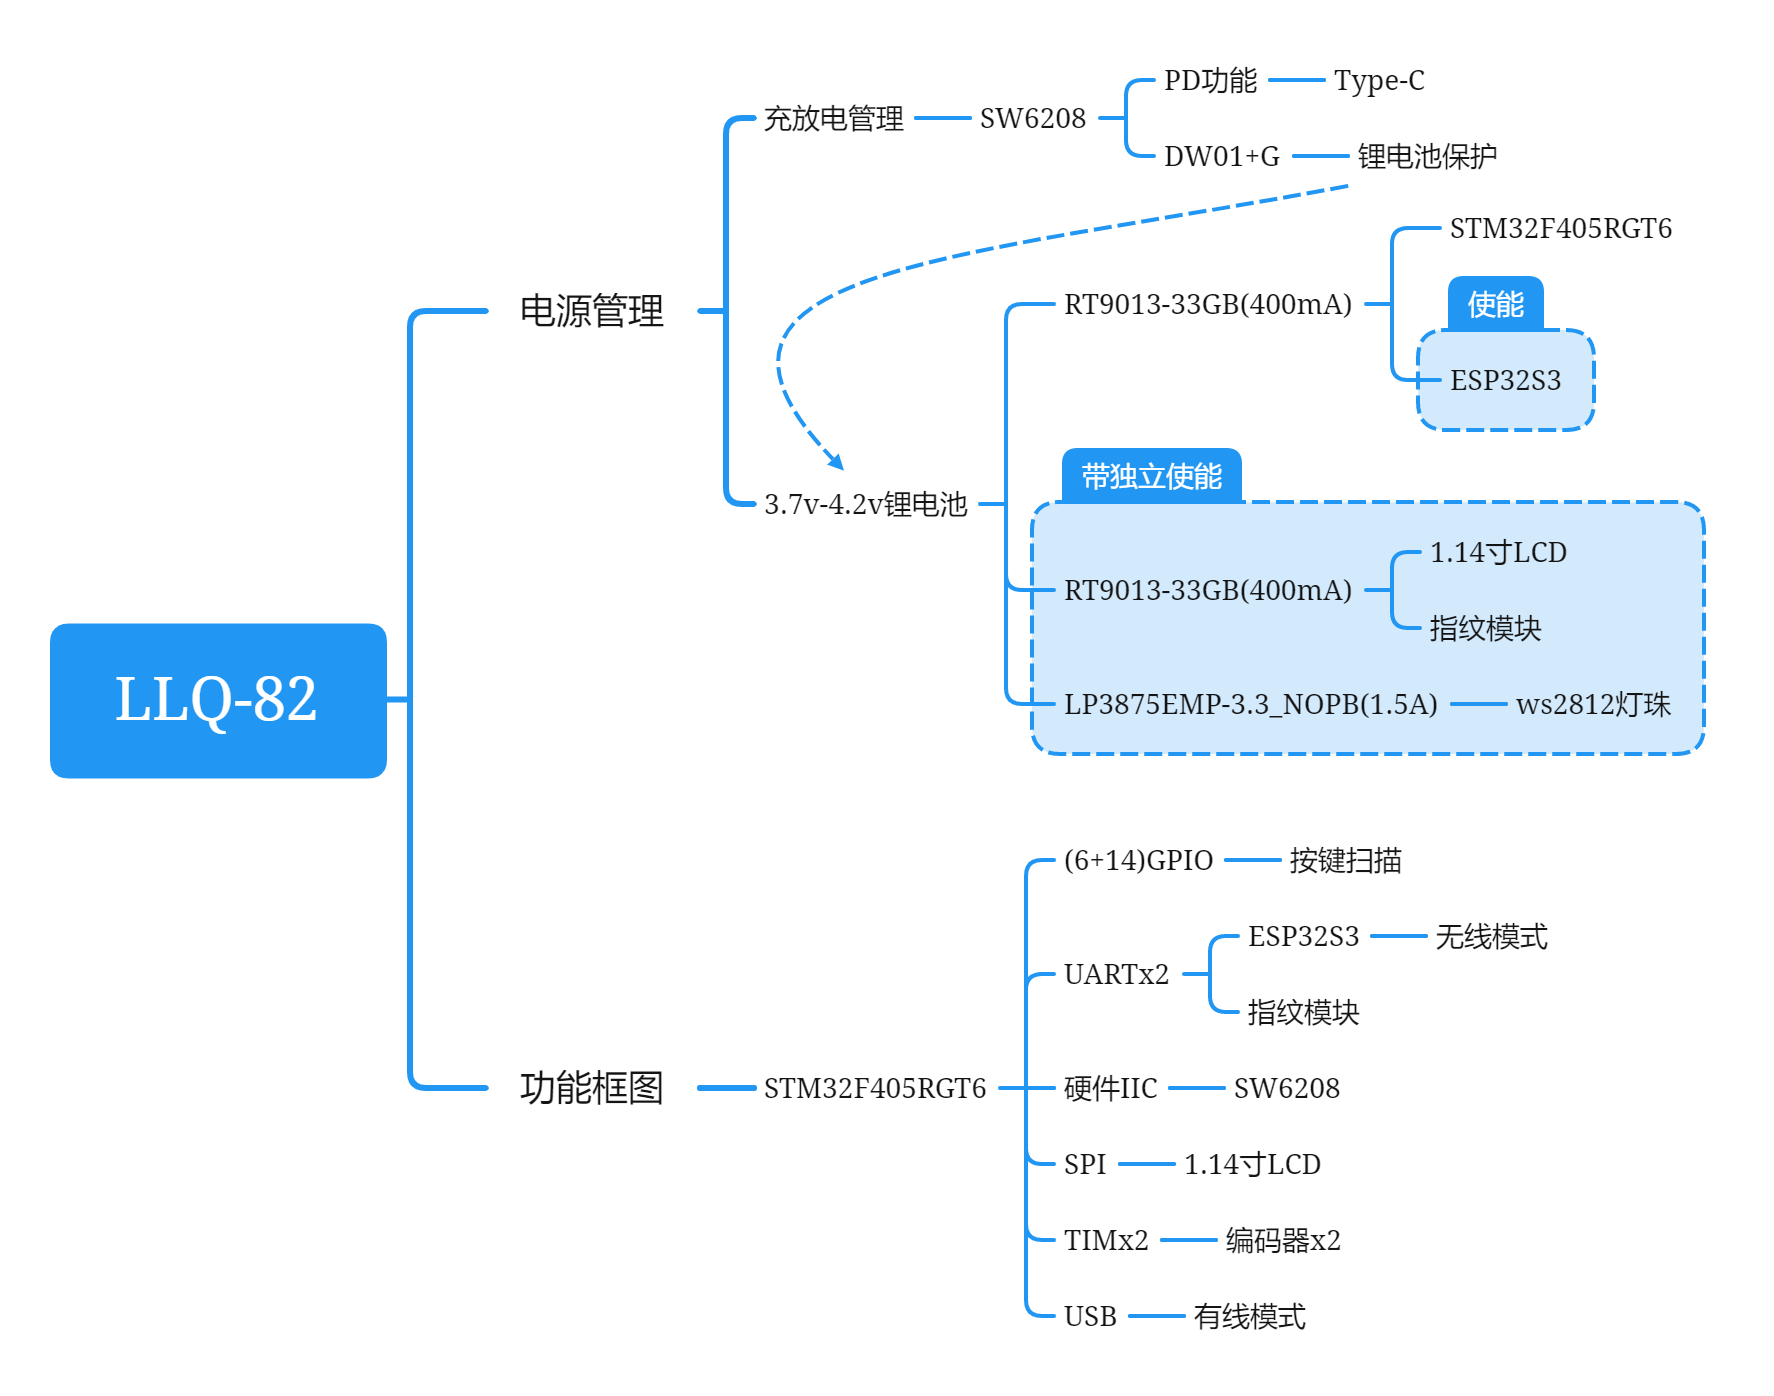 LLQ-82
电源管理
充放电管理
SW6208
PD功能
Type-C
DW01+G
锂电池保护
3.7v-4.2v锂电池
RT9013-33GB(400mA)
STM32F405RGT6
使能
ESP32S3
带独立使能
RT9013-33GB(400mA)
1.14寸LCD
指纹模块
LP3875EMP-3.3_NOPB(1.5A)
ws2812灯珠
功能框图
STM32F405RGT6
(6+14)GPIO
按键扫描
UARTx2
ESP32S3
无线模式
指纹模块
硬件IIC
SW6208
SPI
1.14寸LCD
TIMx2
编码器x2
USB
有线模式